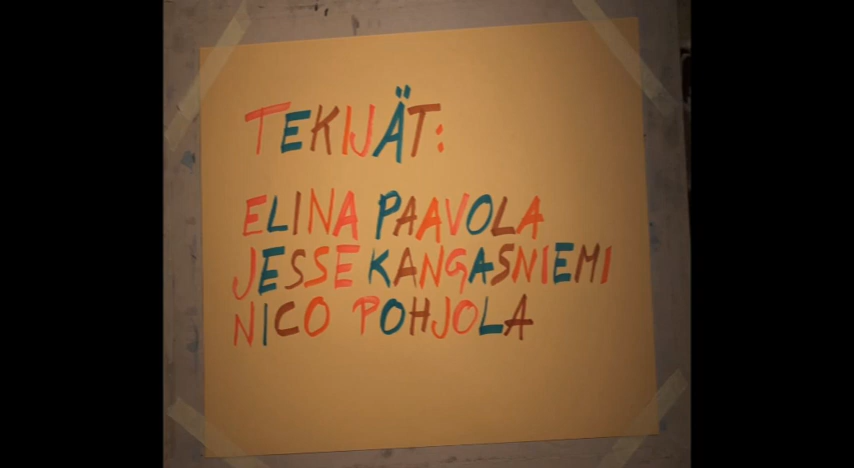 TEKIJÄT:
ELINA PAAVOLA
JESSE KANGASNIEMI
NICO POHJOLA